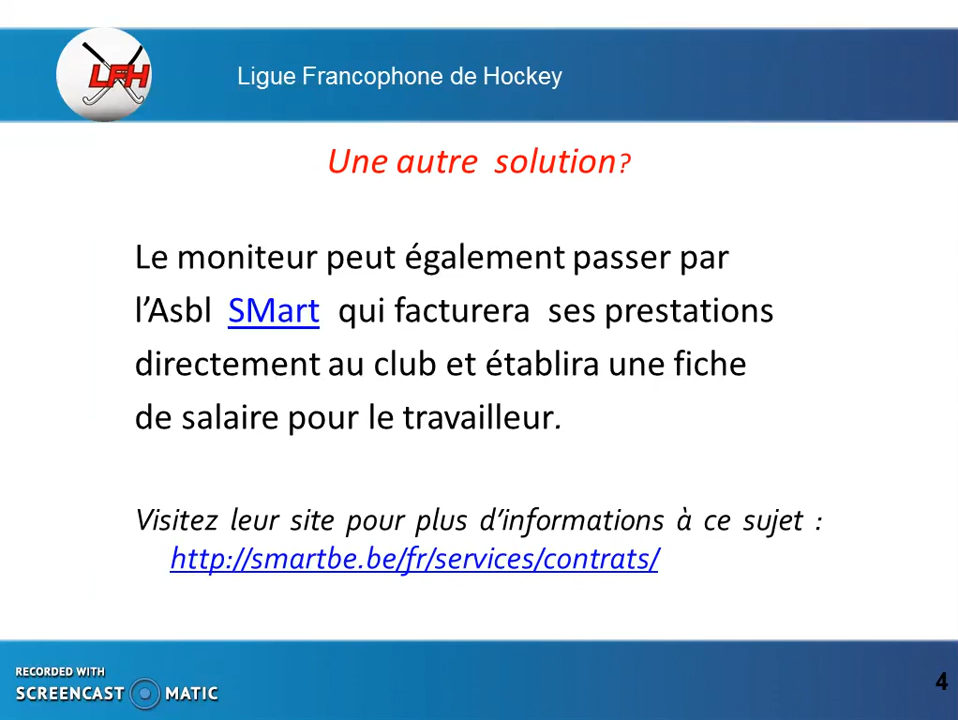 LFH
Ligue Francophone de Hockey
Une autre solution?
Le moniteur peut également passer par
l’Asbl SMart qui facturera ses prestations
directement au club et établira une fiche
de salaire pour le travailleur.
Visitez leur site pour plus d’informations à ce sujet :
http://smartbe.be/fr/services/contrats/
RECORDED WITH
SCREENCAST MATIC
4